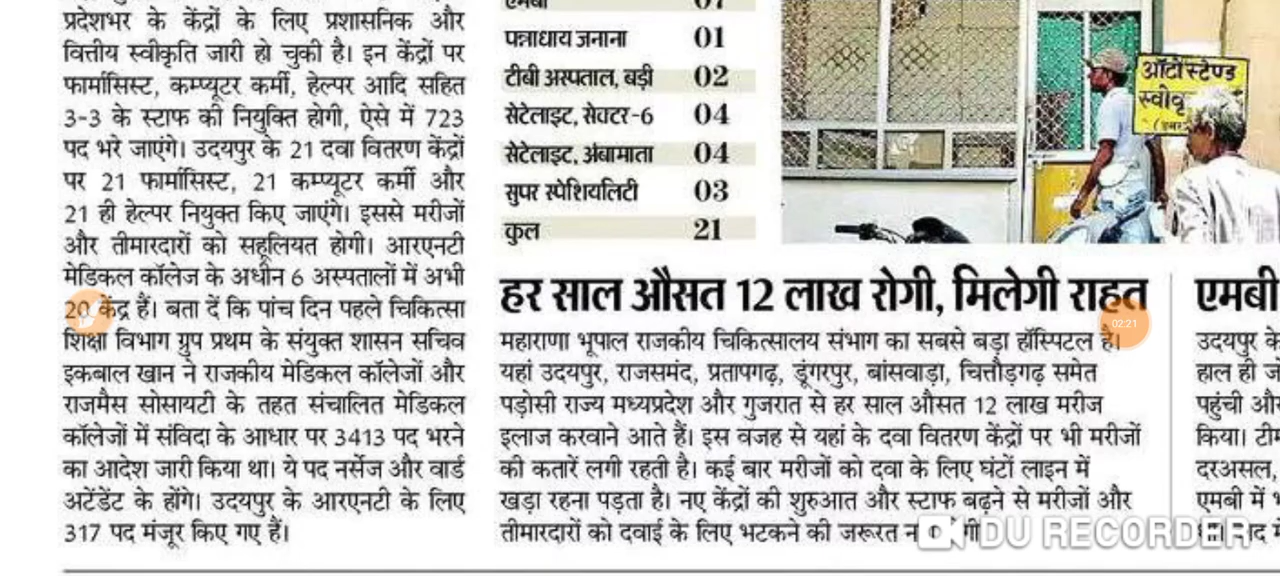 प्रदेशभर के केंद्रों के लिए प्रशासनिक और
वित्तीय स्वीकृति जारी हो चुकी है। इन केंद्रों पर
फार्मासिस्ट, कम्प्यूटर कर्मी, हेल्पर आदि सहित
3-3 के स्टाफ की नियुक्ति होगी, ऐसे में 723
पद भरे जाएंगे। उदयपुर के 21 दवा वितरण केंद्रों
पर 21 फार्मासिस्ट, 21 कम्प्यूटर कर्मी और
21 ही हेल्पर नियुक्त किए जाएंगे। इससे मरीजों
और तीमारदारों को सहूलियत होगी। आरएनटी
मेडिकल कॉलेज के अधीन 6 अस्पतालों में अभी
20 केंद्र हैं। बता दें कि पांच दिन पहले चिकित्सा
शिक्षा विभाग ग्रुप प्रथम के संयुक्त शासन सचिव
इकबाल खान ने राजकीय मेडिकल कॉलेजों और
राजमैस सोसायटी के तहत संचालित मेडिकल
कॉलेजों में संविदा के आधार पर 3413 पद भरने
का आदेश जारी किया था। ये पद नर्सेज और वार्ड
अटेंडेंट के होंगे। उदयपुर के आरएनटी के लिए
317 पद मंजूर किए गए हैं।
एमबी 07
पन्नाधाय जनाना 01
टीबी अस्पताल, बड़ी 02
सेटेलाइट, सेक्टर-6 04
सेटेलाइट, अंबामाता 04
सुपर स्पेशियलिटी 03
कुल 21
ऑटो स्टेण्ड
हर साल औसत 12 लाख रोगी, मिलेगी राहत
महाराणा भूपाल राजकीय चिकित्सालय संभाग का सबसे बड़ा हॉस्पिटल है।
यहां उदयपुर, राजसमंद, प्रतापगढ़, डूंगरपुर, बांसवाड़ा, चित्तौड़गढ़ समेत
पड़ोसी राज्य मध्यप्रदेश और गुजरात से हर साल औसत 12 लाख मरीज
इलाज करवाने आते हैं। इस वजह से यहां के दवा वितरण केंद्रों पर भी मरीजों
की कतारें लगी रहती है। कई बार मरीजों को दवा के लिए घंटों लाइन में
खड़ा रहना पड़ता है। नए केंद्रों की शुरुआत और स्टाफ बढ़ने से मरीजों और
तीमारदारों को दवाई के लिए भटकने की जरूरत
02:21
एमबी
उदयपुर के
हाल ही
पहुंची
किया।
दरअसल,
एमबी में
DU RECORDER